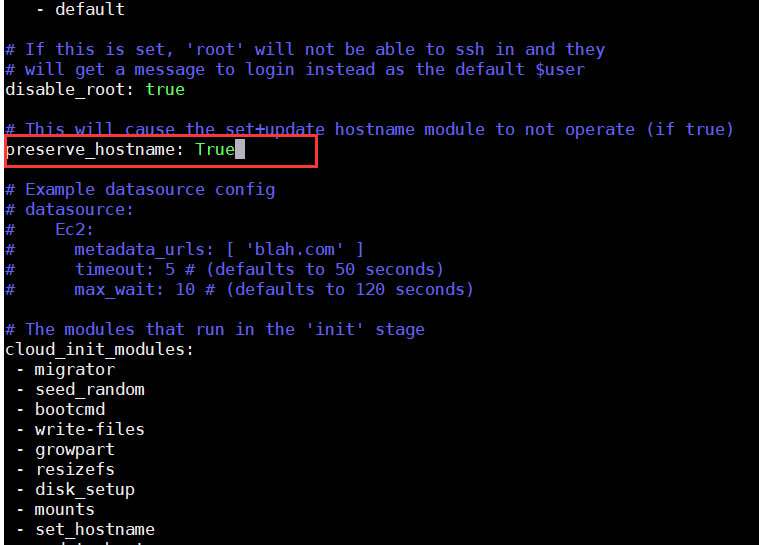 - default
# If this is set, 'root' will not be able to ssh in and they
# will get a message to login instead as the default $user
disable_root: true
# This will cause the set+update hostname module to not operate (if true)
preserve_hostname: True
# Example datasource config
# datasource:
#    Ec2:
#      metadata_urls: [ 'blah.com' ]
#      timeout: 5 # (defaults to 50 seconds)
#      max_wait: 10 # (defaults to 120 seconds)
# The modules that run in the 'init' stage
cloud_init_modules:
- migrator
- seed_random
- bootcmd
- write-files
- growpart
- resizefs
- disk_setup
- mounts
- set_hostname